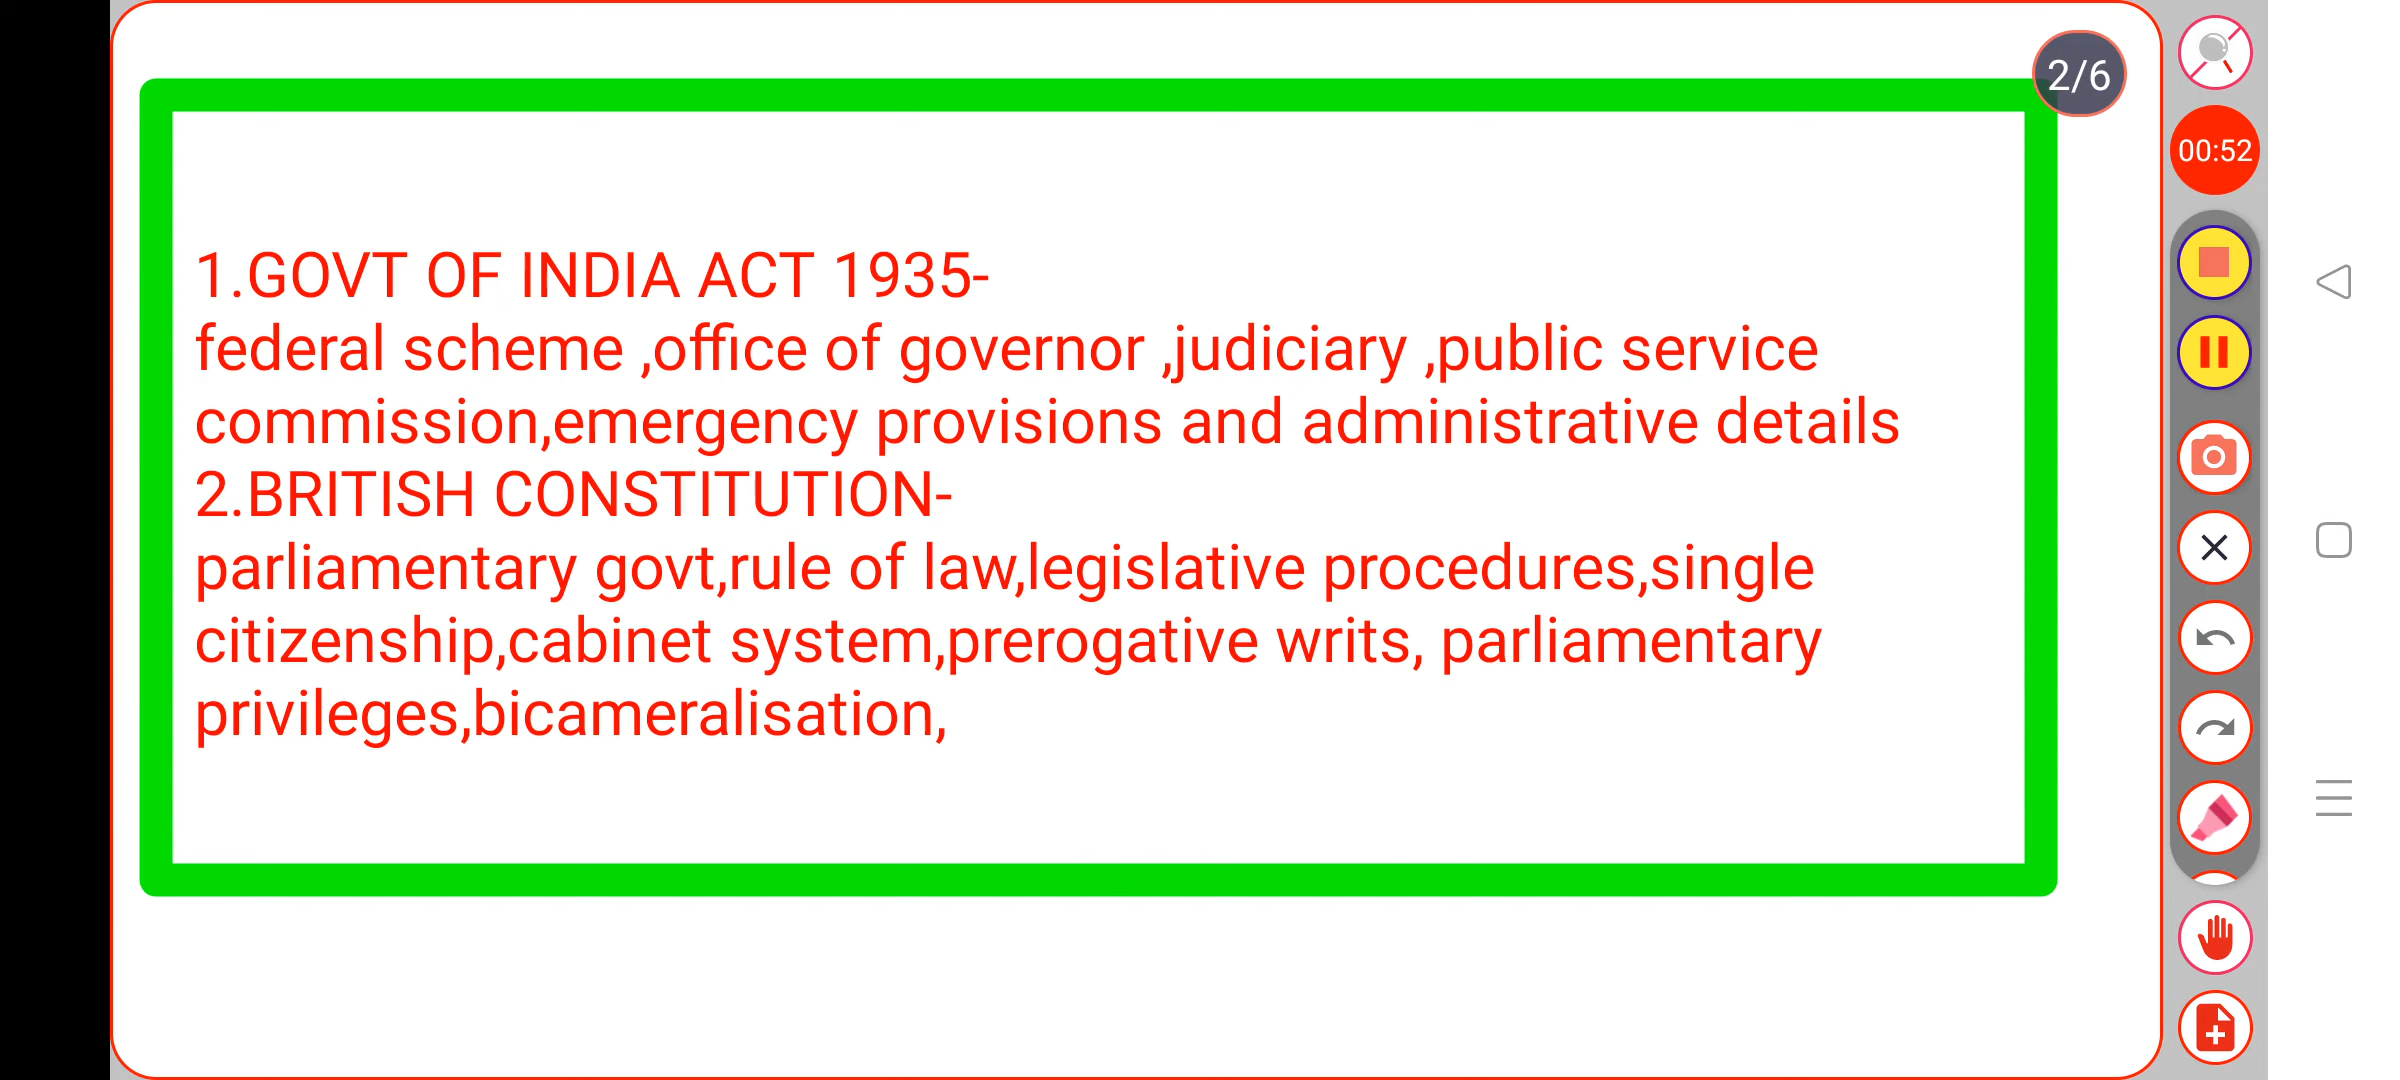 2/6
00:52
1.GOVT OF INDIA ACT 1935-
federal scheme ,office of governor ,judiciary ,public service
commission,emergency provisions and administrative details
2.BRITISH CONSTITUTION-
parliamentary govt,rule of law,legislative procedures,single
citizenship,cabinet system,prerogative writs, parliamentary
privileges,bicameralisation,